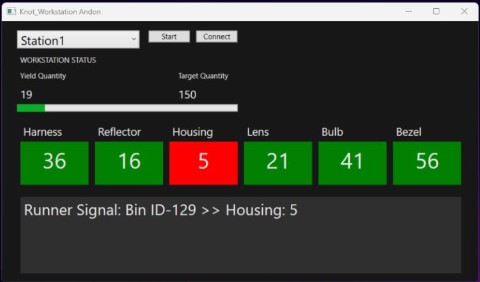 Knot_Workstation Andon
Station1
Start
Connect
WORKSTATION STATUS
Yield Quantity
Target Quantity
19
150
Harness
Reflector
Housing
Lens
Bulb
Bezel
36
16
5
21
41
56
Runner Signal: Bin ID-129 >> Housing: 5